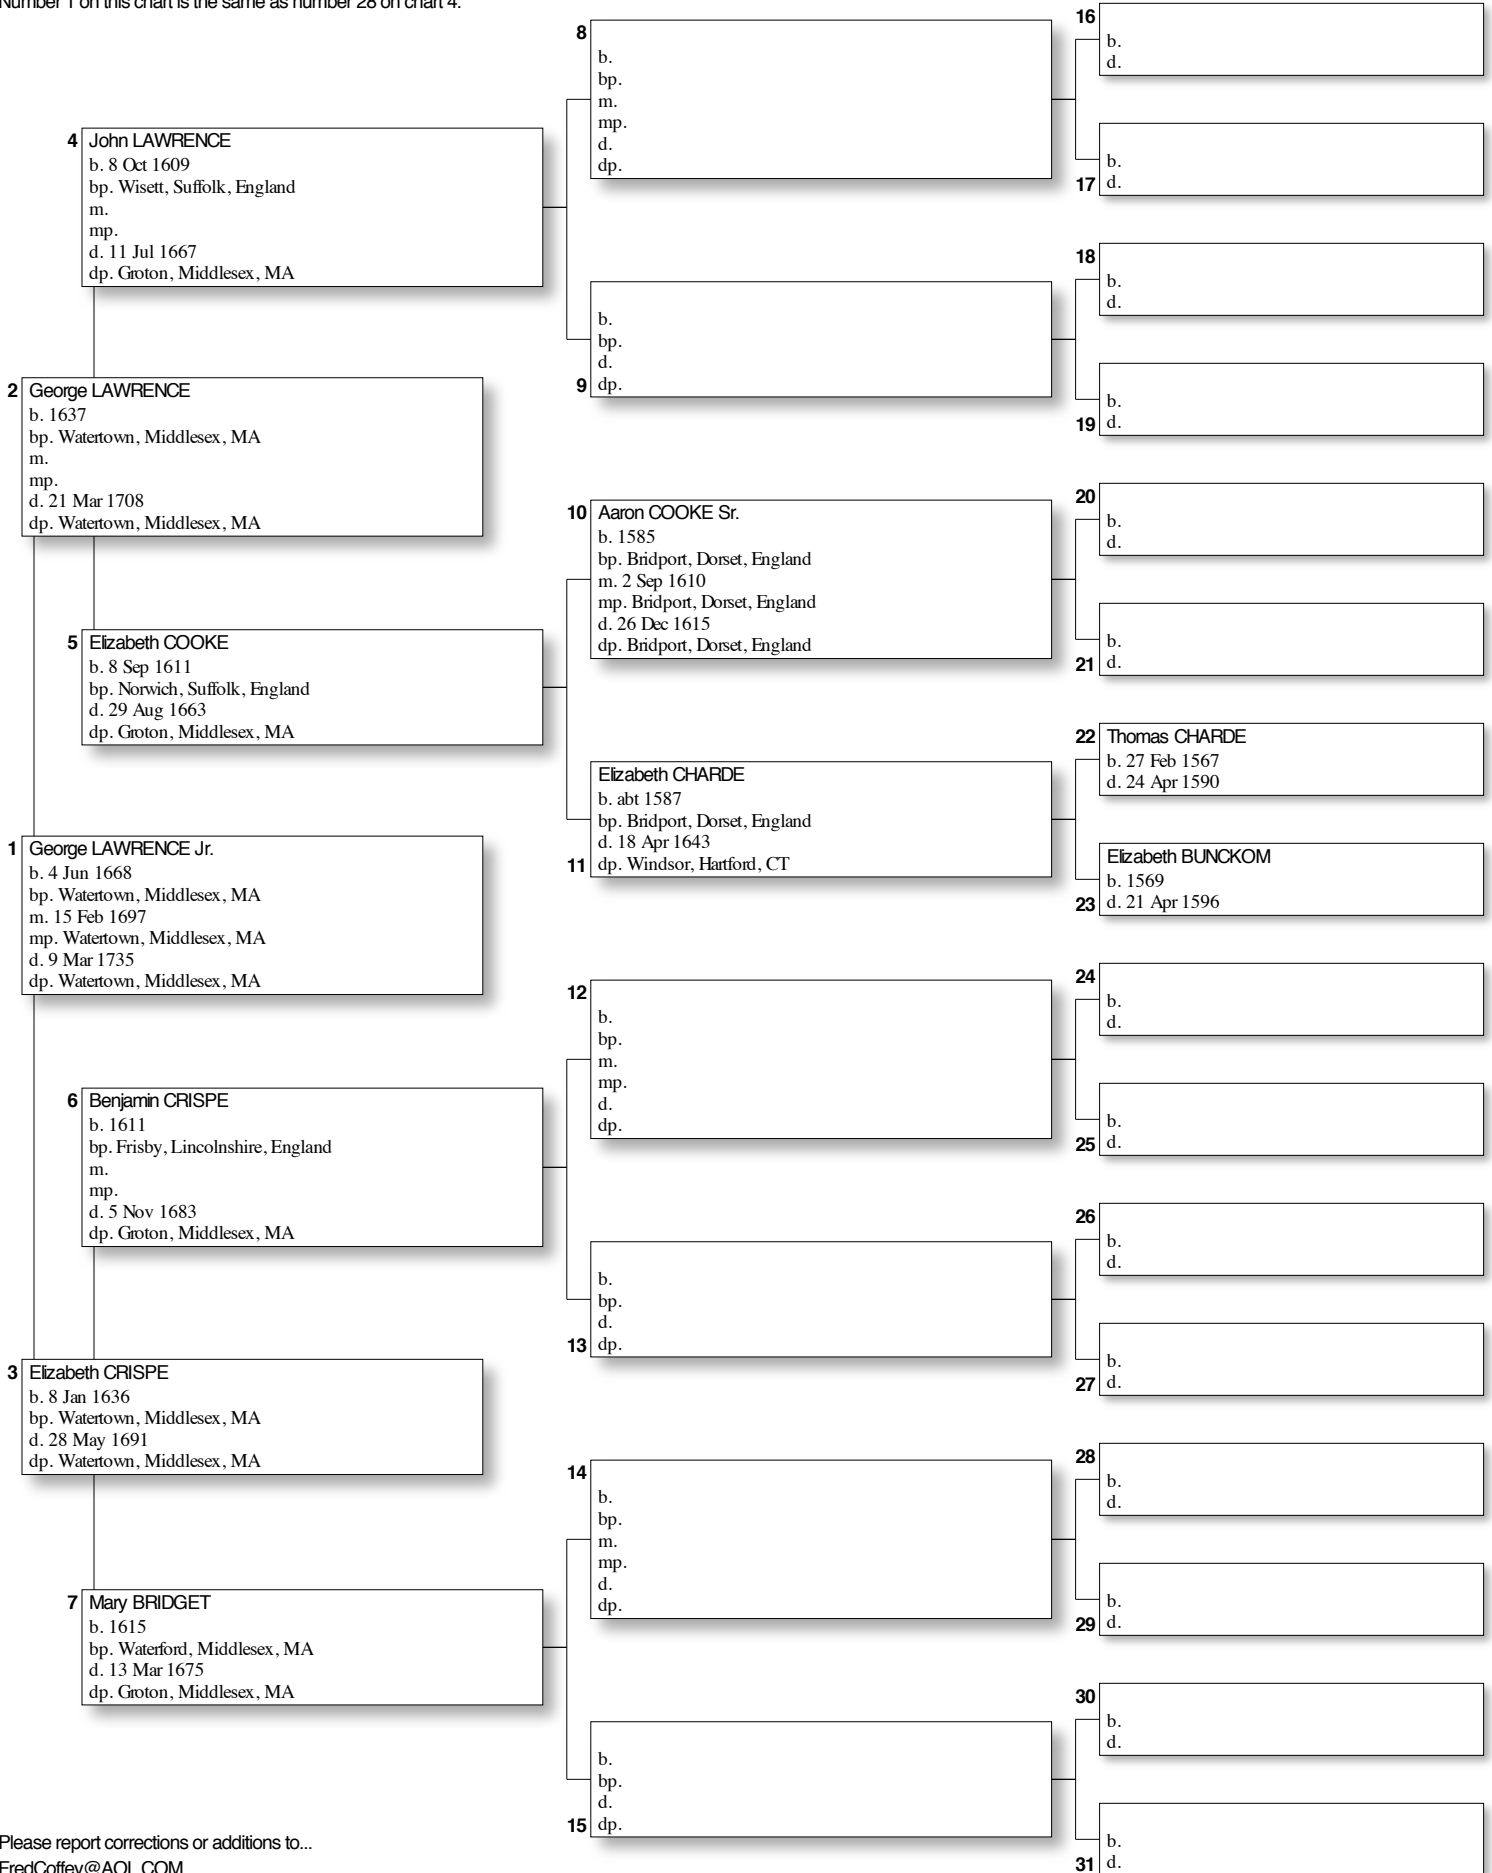 Number 1 on this chart is the same as number 28 on chart 4.
4 John LAWRENCE
b. 8 Oct 1609
bp. Wisett, Suffolk, England
m.
mp.
d. 11 Jul 1667
dp. Groton, Middlesex, MA
2 George LAWRENCE
b. 1637
bp. Watertown, Middlesex, MA
m.
mp.
d. 21 Mar 1708
dp. Watertown, Middlesex, MA
5 Elizabeth COOKE
b. 8 Sep 1611
bp. Norwich, Suffolk, England
d. 29 Aug 1663
dp. Groton, Middlesex, MA
1 George LAWRENCE Jr.
b. 4 Jun 1668
bp. Watertown, Middlesex, MA
m. 15 Feb 1697
mp. Watertown, Middlesex, MA
d. 9 Mar 1735
dp. Watertown, Middlesex, MA
6 Benjamin CRISPE
b. 1611
bp. Frisby, Lincolnshire, England
m.
mp.
d. 5 Nov 1683
dp. Groton, Middlesex, MA
3 Elizabeth CRISPE
b. 8 Jan 1636
bp. Watertown, Middlesex, MA
d. 28 May 1691
dp. Watertown, Middlesex, MA
7 Mary BRIDGET
b. 1615
bp. Waterford, Middlesex, MA
d. 13 Mar 1675
dp. Groton, Middlesex, MA
8
b.
bp.
m.
mp.
d.
dp.
b.
bp.
d.
9 dp.
10 Aaron COOKE Sr.
b. 1585
bp. Bridport, Dorset, England
m. 2 Sep 1610
mp. Bridport, Dorset, England
d. 26 Dec 1615
dp. Bridport, Dorset, England
Elizabeth CHARDE
b. abt 1587
bp. Bridport, Dorset, England
d. 18 Apr 1643
11 dp. Windsor, Hartford, CT
12
b.
bp.
m.
mp.
d.
dp.
b.
bp.
d.
13 dp.
14
b.
bp.
m.
mp.
d.
dp.
b.
bp.
d.
15 dp.
16
b.
d.
b.
17 d.
18
b.
d.
b.
19 d.
20
b.
d.
b.
21 d.
22 Thomas CHARDE
b. 27 Feb 1567
d. 24 Apr 1590
Elizabeth BUNCKOM
b. 1569
23 d. 21 Apr 1596
24
b.
d.
b.
25 d.
26
b.
d.
b.
27 d.
28
b.
d.
b.
29 d.
30
b.
d.
b.
31 d.
Please report corrections or additions to...
FredCoffey@AOL.COM